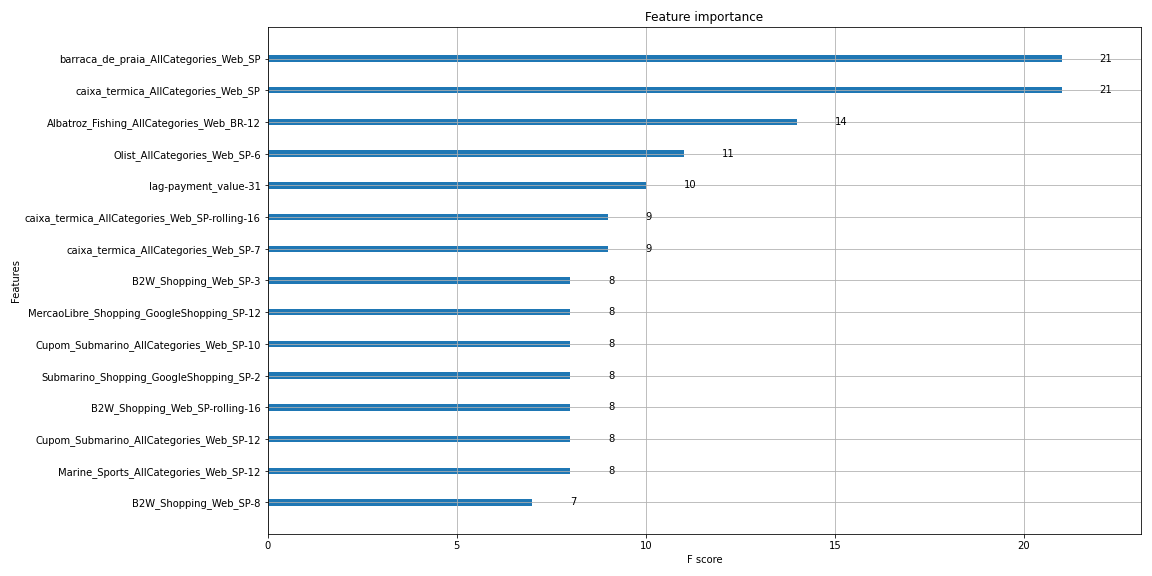 Feature importance
Features
barraca_de_praia_AllCategories_Web_SP 21
caixa_termica_AllCategories_Web_SP 21
Albatroz_Fishing_AllCategories_Web_BR-12 14
Olist_AllCategories_Web_SP-6 11
lag-payment_value-31 10
caixa_termica_AllCategories_Web_SP-rolling-16 9
caixa_termica_AllCategories_Web_SP-7 9
B2W_Shopping_Web_SP-3 8
MercaoLibre_Shopping_GoogleShopping_SP-12 8
Cupom_Submarino_AllCategories_Web_SP-10 8
Submarino_Shopping_GoogleShopping_SP-2 8
B2W_Shopping_Web_SP-rolling-16 8
Cupom_Submarino_AllCategories_Web_SP-12 8
Marine_Sports_AllCategories_Web_SP-12 8
B2W_Shopping_Web_SP-8 7
0 5 10 15 20
F score